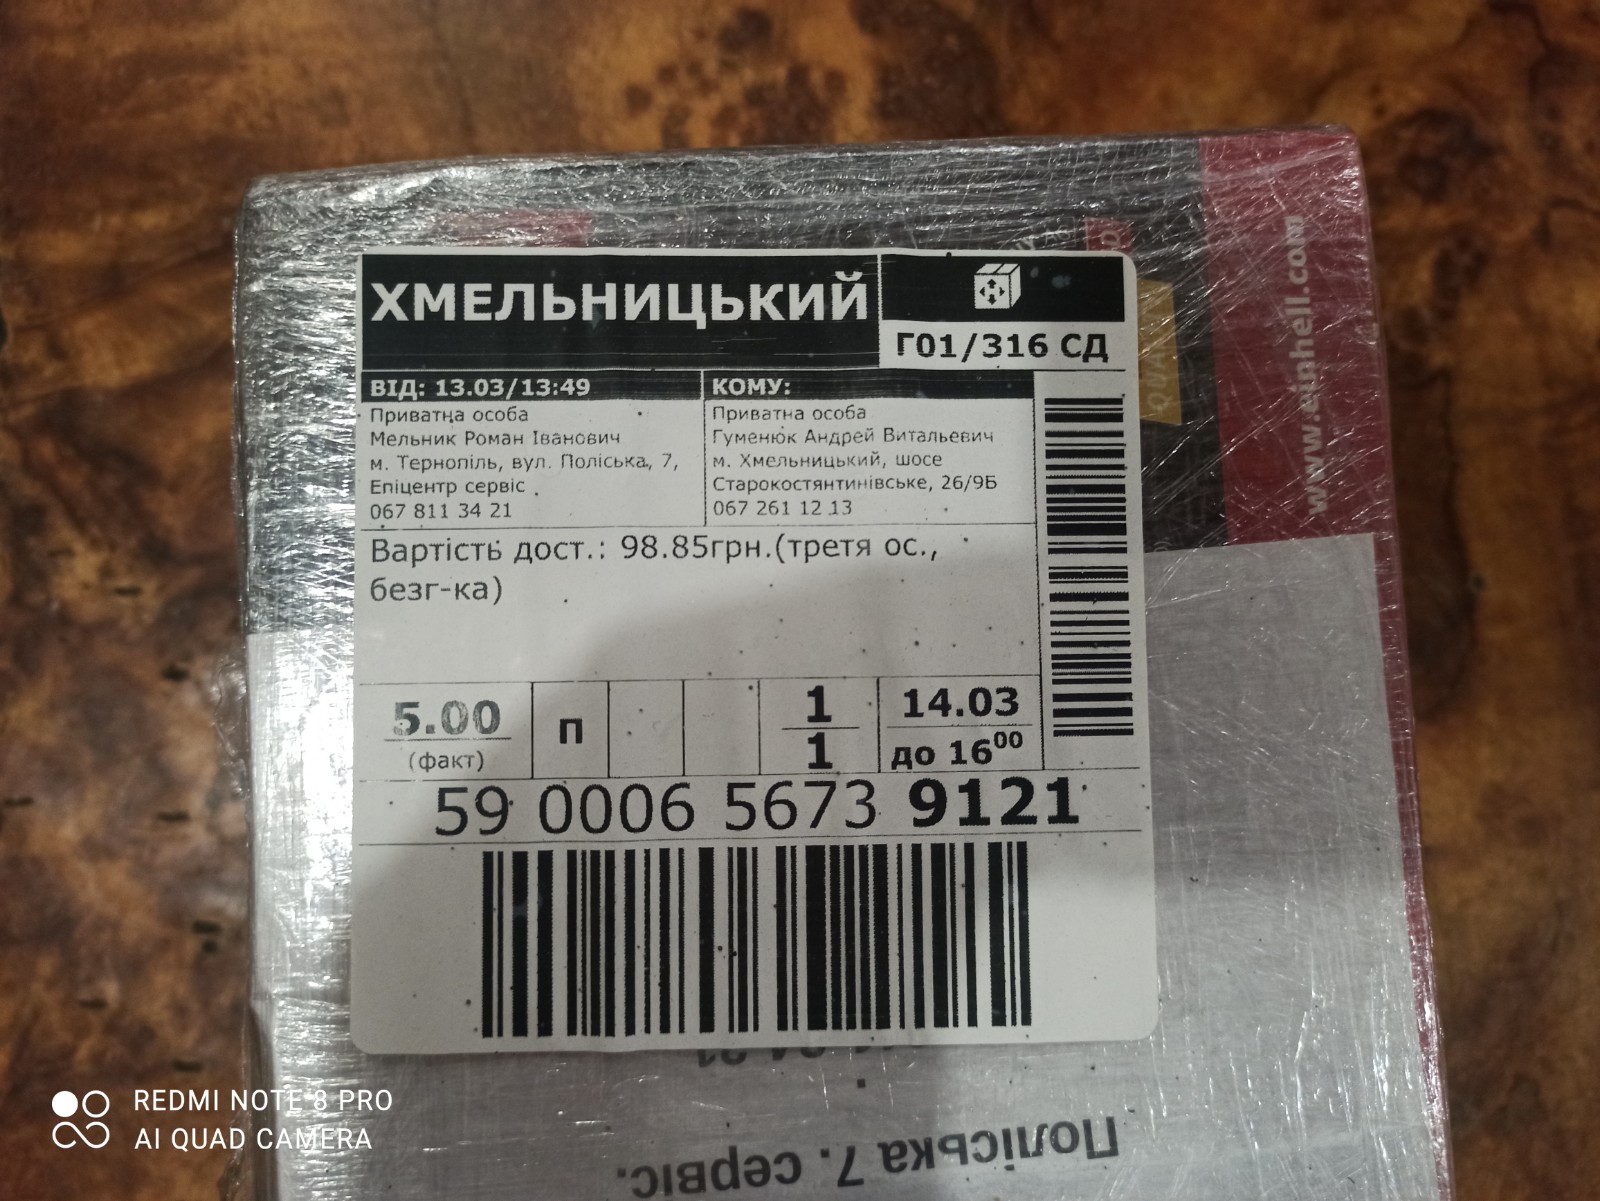 ХМЕЛЬНИЦЬКИЙ
Г01/316 СД
ВІД: 13.03/13:49
Приватна особа
Мельник Роман Іванович
м. Тернопіль, вул. Поліська, 7,
Епіцентр сервіс
067 811 34 21
КОМУ:
Приватна особа
Гуменюк Андрей Витальевич
м. Хмельницький, шосе
Старокостянтинівське, 26/9Б
067 261 12 13
Вартість дост.: 98.85грн.(третя ос.,
безг-ка)
5.00
(факт)
п
1
1
14.03
до 16⁰⁰
59 0006 5673 9121
www.einhell.com
Поліська 7. сервіс.
REDMI NOTE 8 PRO
AI QUAD CAMERA